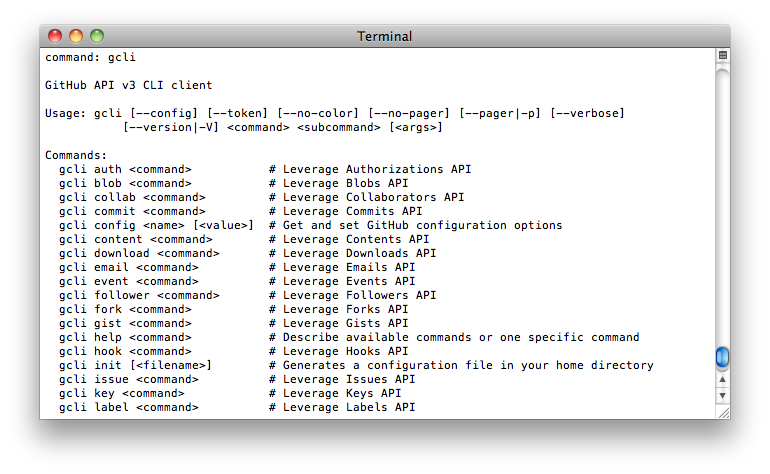 Terminal
command: gcli
GitHub API v3 CLI client
Usage: gcli [--config] [--token] [--no-color] [--no-pager] [--pager|-p] [--verbose]
[--version|-V] <command> <subcommand> [<args>]
Commands:
gcli auth <command> # Leverage Authorizations API
gcli blob <command> # Leverage Blobs API
gcli collab <command> # Leverage Collaborators API
gcli commit <command> # Leverage Commits API
gcli config <name> [<value>] # Get and set GitHub configuration options
gcli content <command> # Leverage Contents API
gcli download <command> # Leverage Downloads API
gcli email <command> # Leverage Emails API
gcli event <command> # Leverage Events API
gcli follower <command> # Leverage Followers API
gcli fork <command> # Leverage Forks API
gcli gist <command> # Leverage Gists API
gcli help <command> # Describe available commands or one specific command
gcli hook <command> # Leverage Hooks API
gcli init [<filename>] # Generates a configuration file in your home directory
gcli issue <command> # Leverage Issues API
gcli key <command> # Leverage Keys API
gcli label <command> # Leverage Labels API